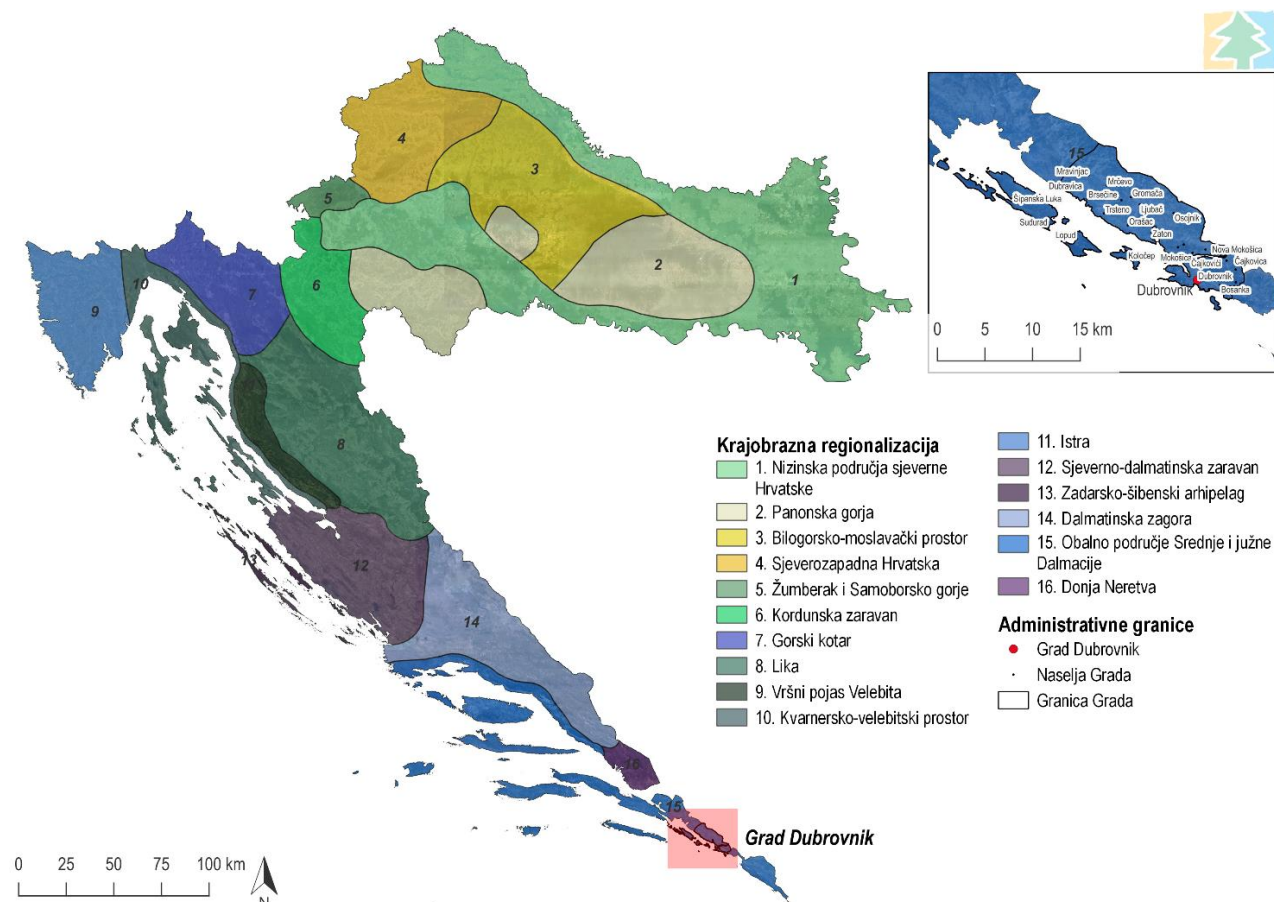 4
3
5
2
1
6
7
10
9
8
12
13
14
16
15
Grad Dubrovnik
0 25 50 75 100 km
N
15
Mravinjac
Mrčevo
Dubravica
Brsečine
Gromača
Šipanska Luka
Trsteno
Ljubač
Suđurađ
Orašac
Osojnik
Lopud
Zaton
Nova Mokošica
Koločep
Mokošica
Čajkovići
Čajkovica
Dubrovnik
Dubrovnik
Bosanka
0 5 10 15 km
Krajobrazna regionalizacija
1. Nizinska područja sjeverne
Hrvatske
2. Panonska gorja
3. Bilogorsko-moslavački prostor
4. Sjeverozapadna Hrvatska
5. Žumberak i Samoborsko gorje
6. Kordunska zaravan
7. Gorski kotar
8. Lika
9. Vršni pojas Velebita
10. Kvarnersko-velebitski prostor
11. Istra
12. Sjeverno-dalmatinska zaravan
13. Zadarsko-šibenski arhipelag
14. Dalmatinska zagora
15. Obalno područje Srednje i južne
Dalmacije
16. Donja Neretva
Administrativne granice
Grad Dubrovnik
Naselja Grada
Granica Grada